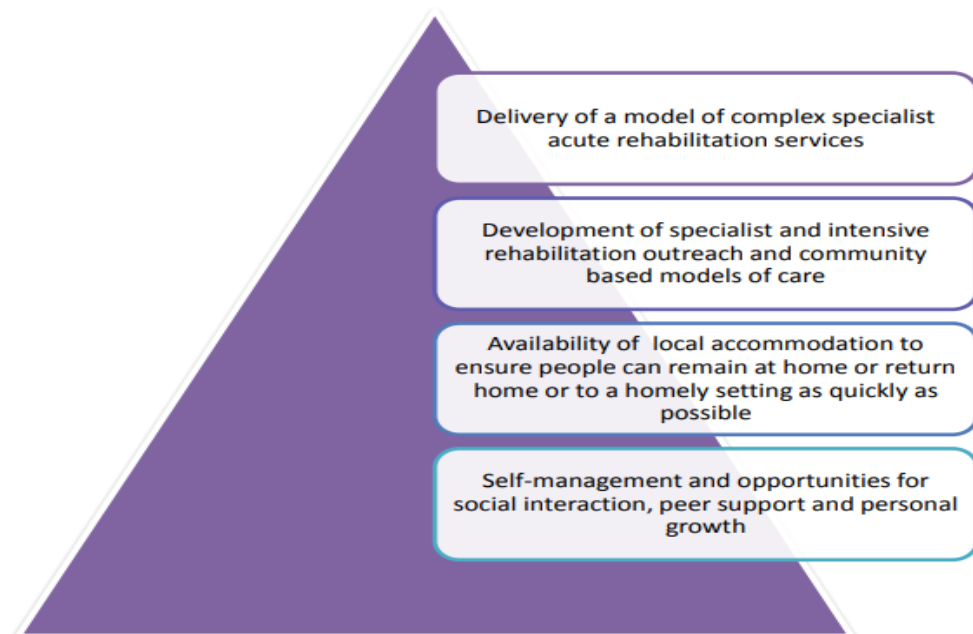 Delivery of a model of complex specialist
acute rehabilitation services
Development of specialist and intensive
rehabilitation outreach and community
based models of care
Availability of  local accommodation to
ensure people can remain at home or return
home or to a homely setting as quickly as
possible
Self-management and opportunities for
social interaction, peer support and personal
growth